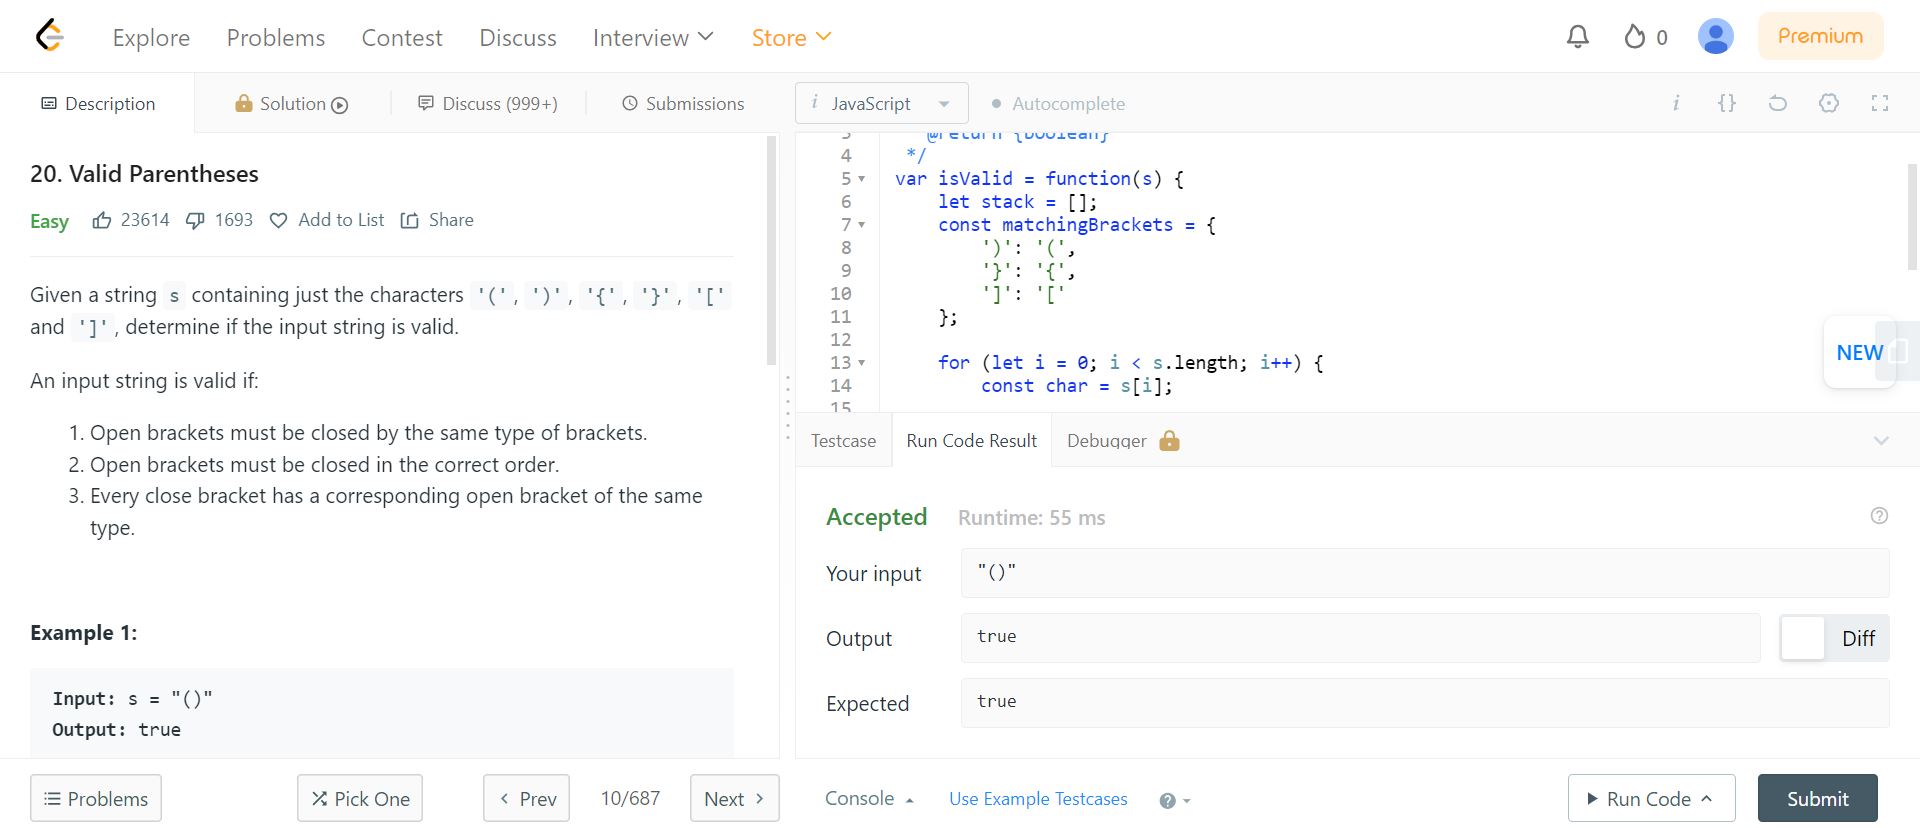 Explore Problems Contest Discuss Interview Store 0 Premium
Description Solution Discuss (999+) Submissions
20. Valid Parentheses
Easy 23614 1693 Add to List Share
Given a string s containing just the characters '(', ')', '{', '}', '['
and ']', determine if the input string is valid.
An input string is valid if:
1. Open brackets must be closed by the same type of brackets.
2. Open brackets must be closed in the correct order.
3. Every close bracket has a corresponding open bracket of the same
type.
Example 1:
Input: s = "()"
Output: true
Problems Pick One Prev 10/687 Next
i JavaScript Autocomplete i {}
3 @return {boolean}
4 */
5 var isValid = function(s) {
6 let stack = [];
7 const matchingBrackets = {
8 ')': '(',
9 '}': '{',
10 ']': '['
11 };
12
13 for (let i = 0; i < s.length; i++) {
14 const char = s[i];
15
NEW
Testcase Run Code Result Debugger
Accepted Runtime: 55 ms ?
Your input "()"
Output true Diff
Expected true
Console Use Example Testcases ? Run Code Submit